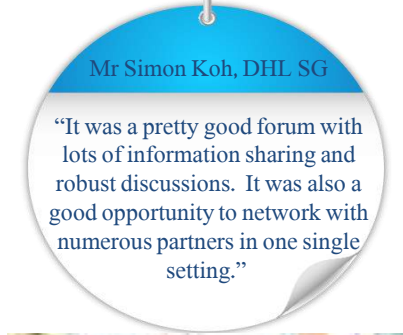 Mr Simon Koh, DHL SG
“It was a pretty good forum with
lots of information sharing and
robust discussions.  It was also a
good opportunity to network with
numerous partners in one single
setting.”